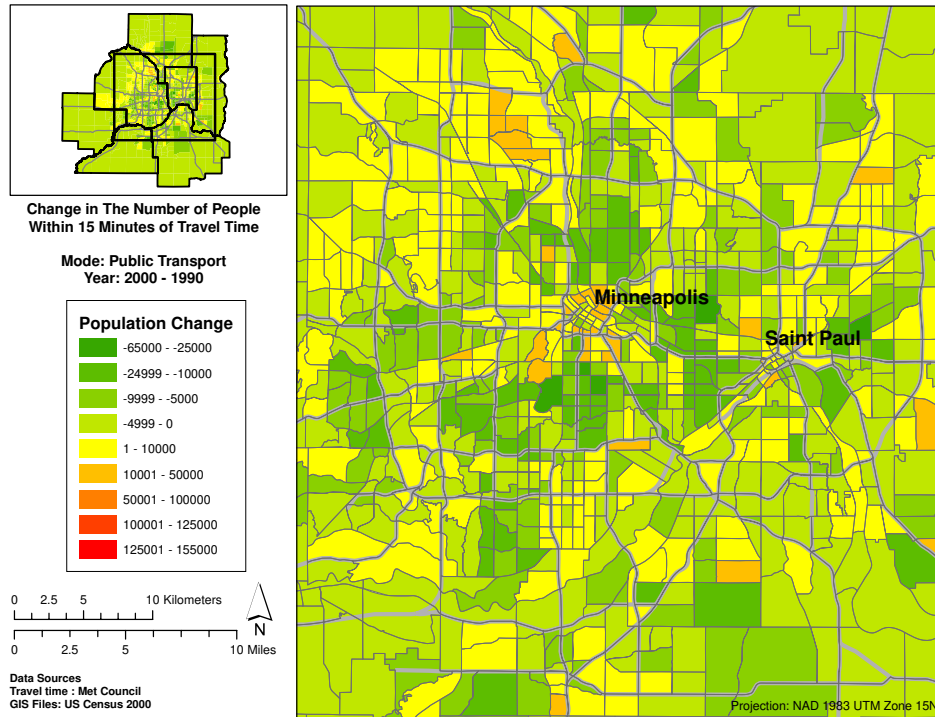 Change in The Number of People
Within 15 Minutes of Travel Time
Mode: Public Transport
Year: 2000 - 1990
Population Change
-65000 - -25000
-24999 - -10000
-9999 - -5000
-4999 - 0
1 - 10000
10001 - 50000
50001 - 100000
100001 - 125000
125001 - 155000
0 2.5 5 10 Kilometers
0 2.5 5 10 Miles
N
Data Sources
Travel time : Met Council
GIS Files: US Census 2000
Minneapolis
Saint Paul
Projection: NAD 1983 UTM Zone 15N